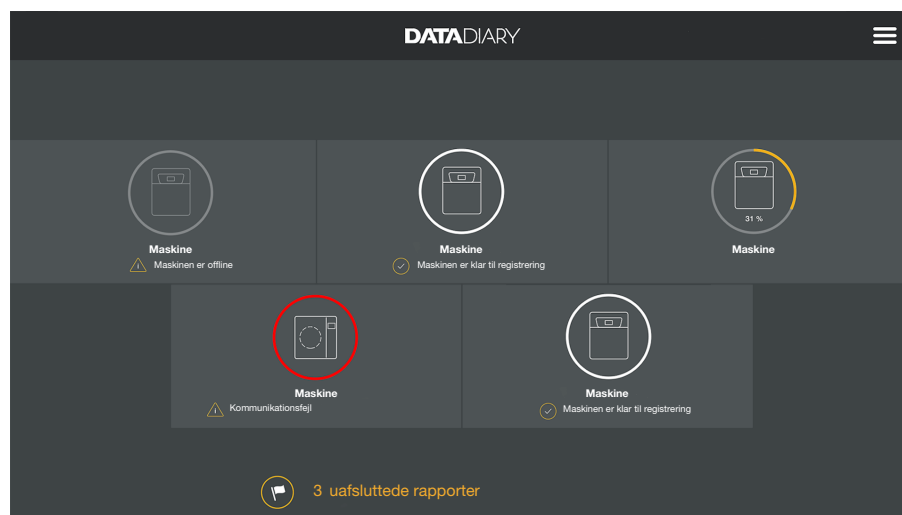 DATADIARY
Maskine
Maskinen er offline
Maskine
Maskinen er klar til registrering
31 %
Maskine
Maskine
Kommunikationsfejl
Maskine
Maskinen er klar til registrering
3 uafsluttede rapporter